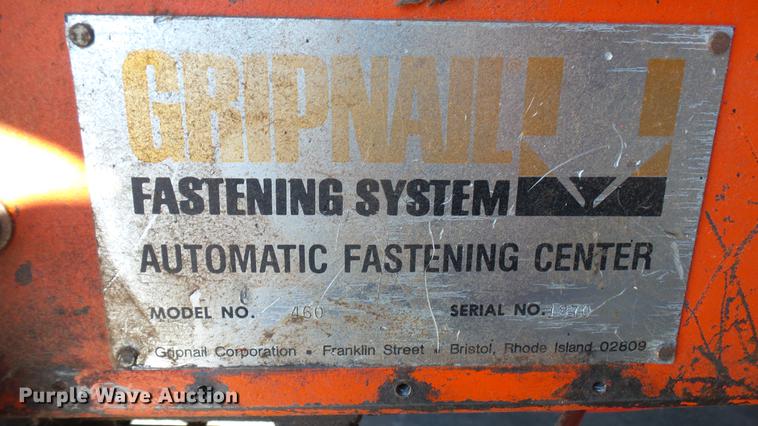 GRIPNAIL
FASTENING SYSTEM
AUTOMATIC FASTENING CENTER
MODEL NO. 460 SERIAL NO.
Gripnail Corporation • Franklin Street • Bristol, Rhode Island 02809
Purple Wave Auction